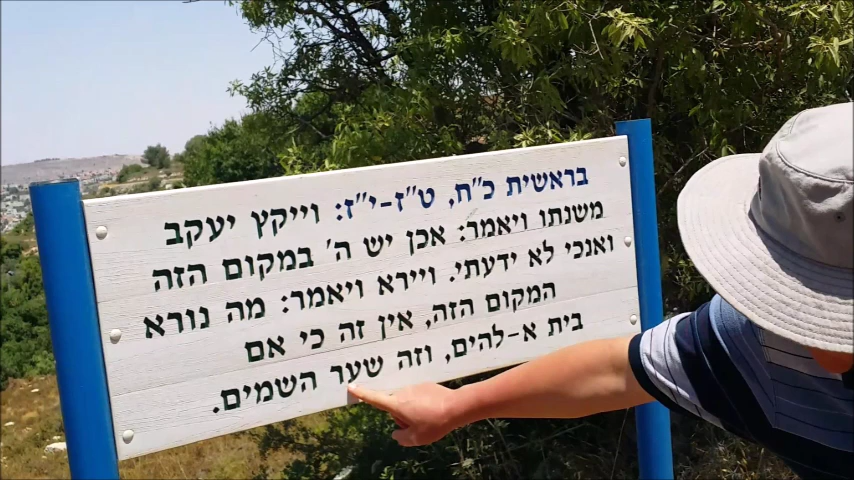 בראשית כ"ח, ט"ז-י"ז: וייקץ יעקב
משנתו ויאמר: אכן יש ה' במקום הזה
ואנכי לא ידעתי. ויירא ויאמר: מה נורא
המקום הזה, אין זה כי אם
בית א-להים, וזה שער השמים.